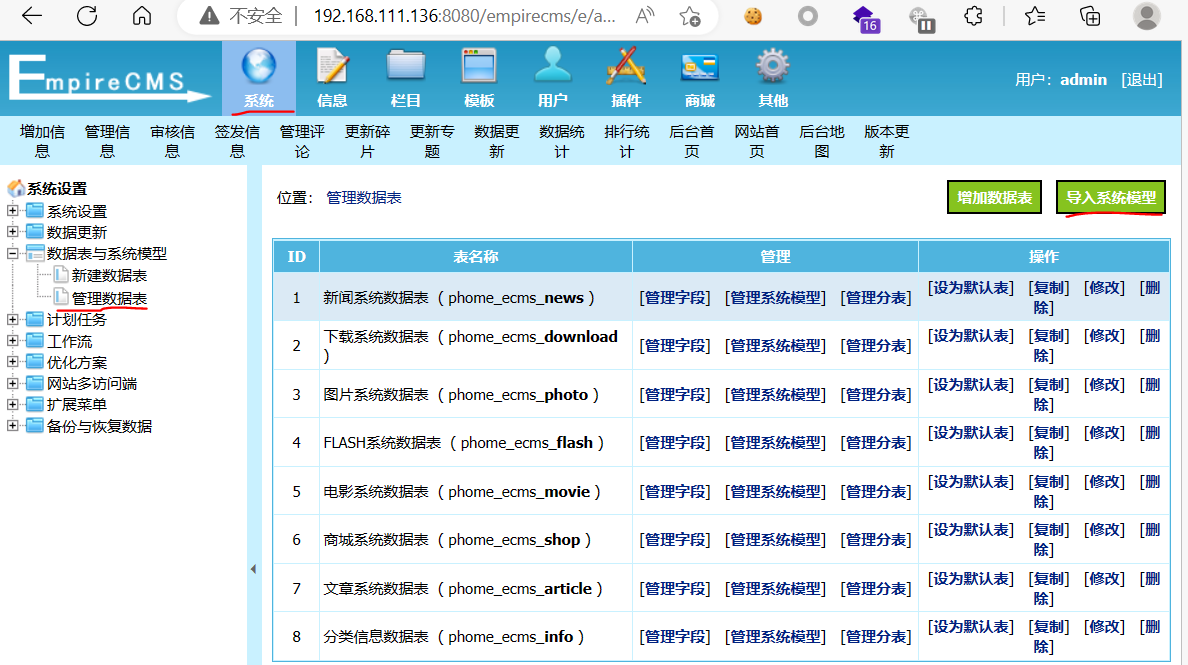 不安全 192.168.111.136:8080/empirecms/e/a...
16
EmpireCMS
系统 信息 栏目 模板 用户 插件 商城 其他
用户：admin [退出]
增加信息 管理信息 审核信息 签发信息 管理评论 更新碎片 更新专题 数据更新 数据统计 排行统计 后台首页 网站首页 后台地图 版本更新
系统设置
系统设置
数据更新
数据表与系统模型
新建数据表
管理数据表
计划任务
工作流
优化方案
网站多访问端
扩展菜单
备份与恢复数据
位置： 管理数据表
增加数据表 导入系统模型
ID 表名称 管理 操作
1 新闻系统数据表 ( phome_ecms_news ) [管理字段] [管理系统模型] [管理分表] [设为默认表] [复制] [修改] [删除]
2 下载系统数据表 ( phome_ecms_download ) [管理字段] [管理系统模型] [管理分表] [设为默认表] [复制] [修改] [删除]
3 图片系统数据表 ( phome_ecms_photo ) [管理字段] [管理系统模型] [管理分表] [设为默认表] [复制] [修改] [删除]
4 FLASH系统数据表 ( phome_ecms_flash ) [管理字段] [管理系统模型] [管理分表] [设为默认表] [复制] [修改] [删除]
5 电影系统数据表 ( phome_ecms_movie ) [管理字段] [管理系统模型] [管理分表] [设为默认表] [复制] [修改] [删除]
6 商城系统数据表 ( phome_ecms_shop ) [管理字段] [管理系统模型] [管理分表] [设为默认表] [复制] [修改] [删除]
7 文章系统数据表 ( phome_ecms_article ) [管理字段] [管理系统模型] [管理分表] [设为默认表] [复制] [修改] [删除]
8 分类信息数据表 ( phome_ecms_info ) [管理字段] [管理系统模型] [管理分表] [设为默认表] [复制] [修改] [删除]